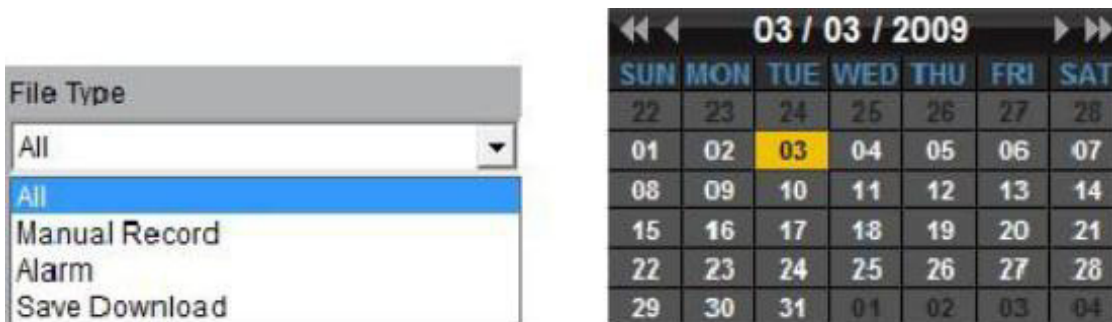 File Type
All
All
Manual Record
Alarm
Save Download
03 / 03 / 2009
SUN MON TUE WED THU FRI SAT
22 23 24 25 26 27 28
01 02 03 04 05 06 07
08 09 10 11 12 13 14
15 16 17 18 19 20 21
22 23 24 25 26 27 28
29 30 31 01 02 03 04